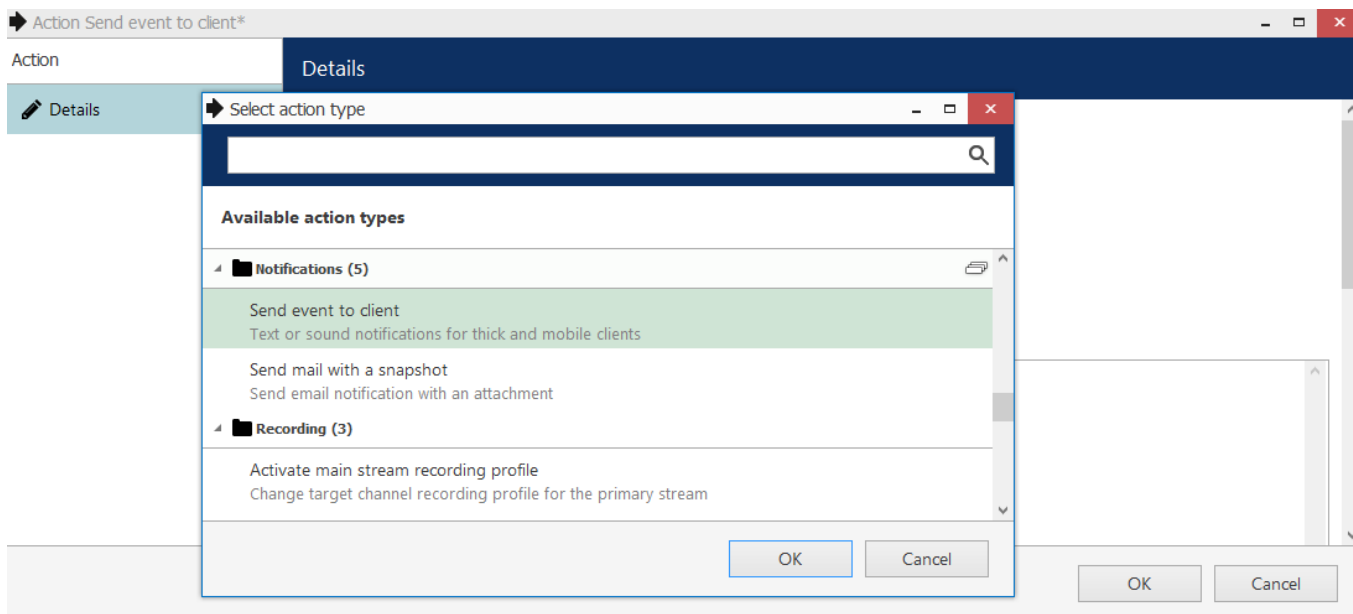 Action Send event to client*
Action
Details
Details
Select action type
Available action types
Notifications (5)
Send event to client
Text or sound notifications for thick and mobile clients
Send mail with a snapshot
Send email notification with an attachment
Recording (3)
Activate main stream recording profile
Change target channel recording profile for the primary stream
OK
Cancel
OK
Cancel